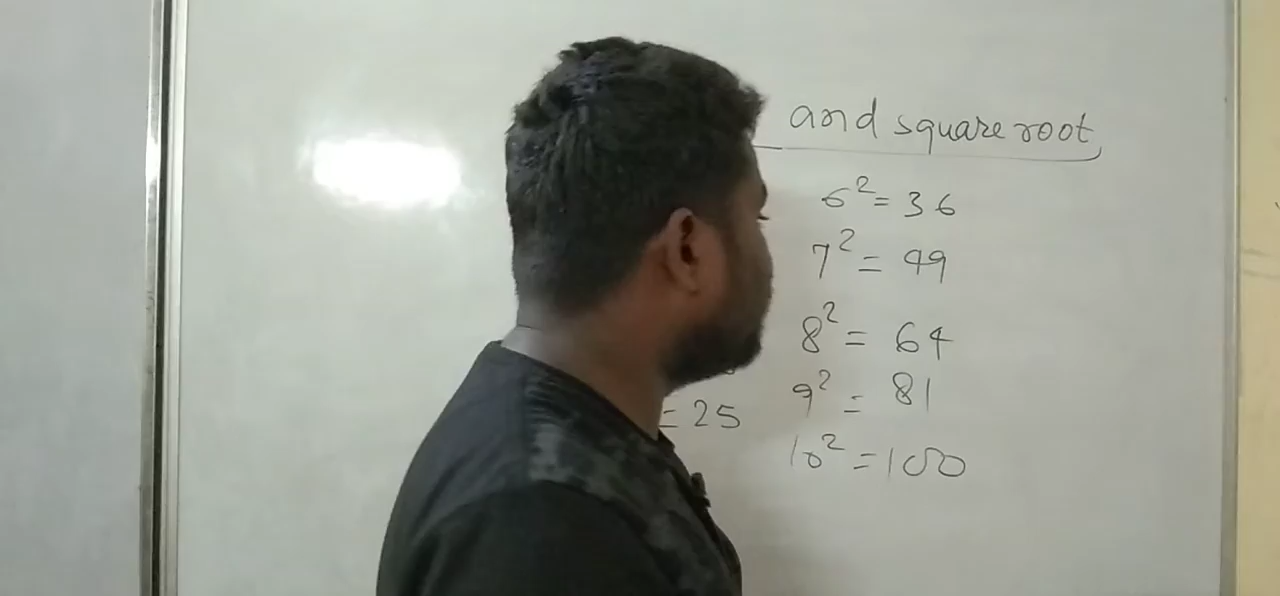 and square root
6² = 36
7² = 49
8² = 64
= 25
9² = 81
10² = 100